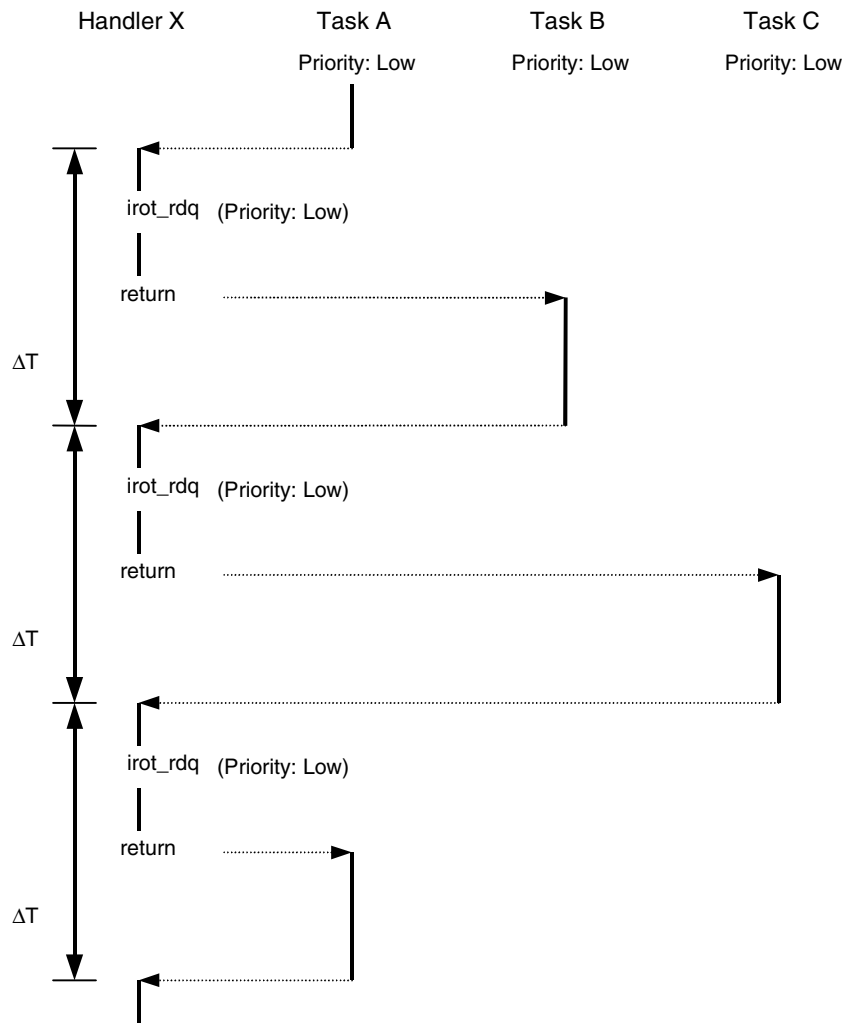 Handler X Task A Task B Task C
Priority: Low Priority: Low Priority: Low
irot_rdq (Priority: Low)
return
ΔT
irot_rdq (Priority: Low)
return
ΔT
irot_rdq (Priority: Low)
return
ΔT